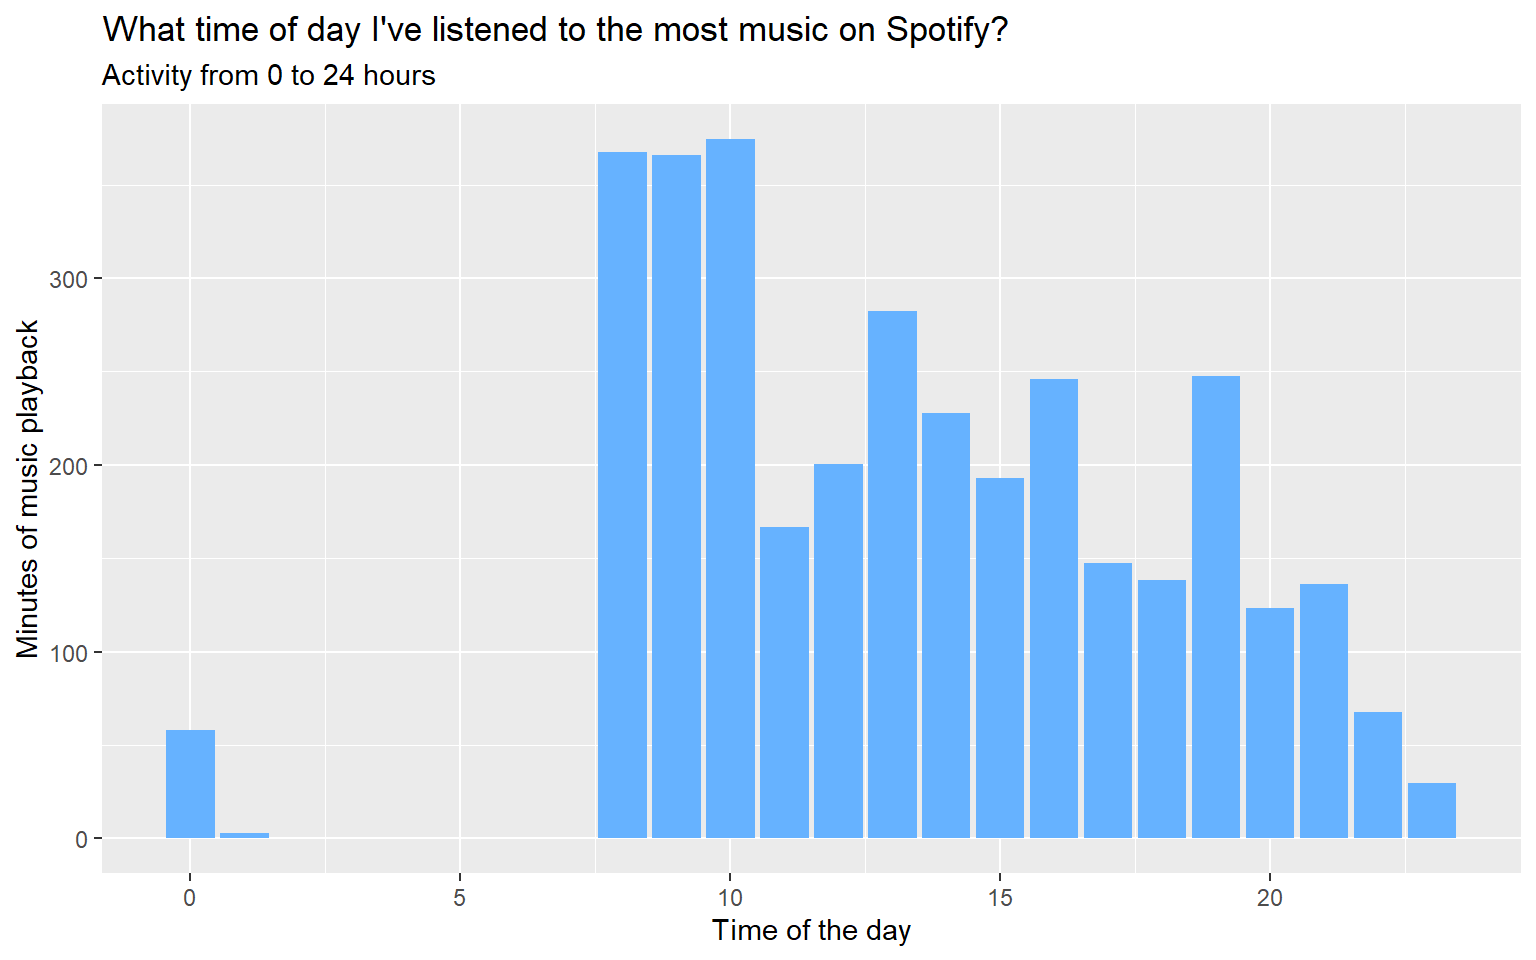 What time of day I've listened to the most music on Spotify?
Activity from 0 to 24 hours
Minutes of music playback
300
200
100
0
0 5 10 15 20
Time of the day